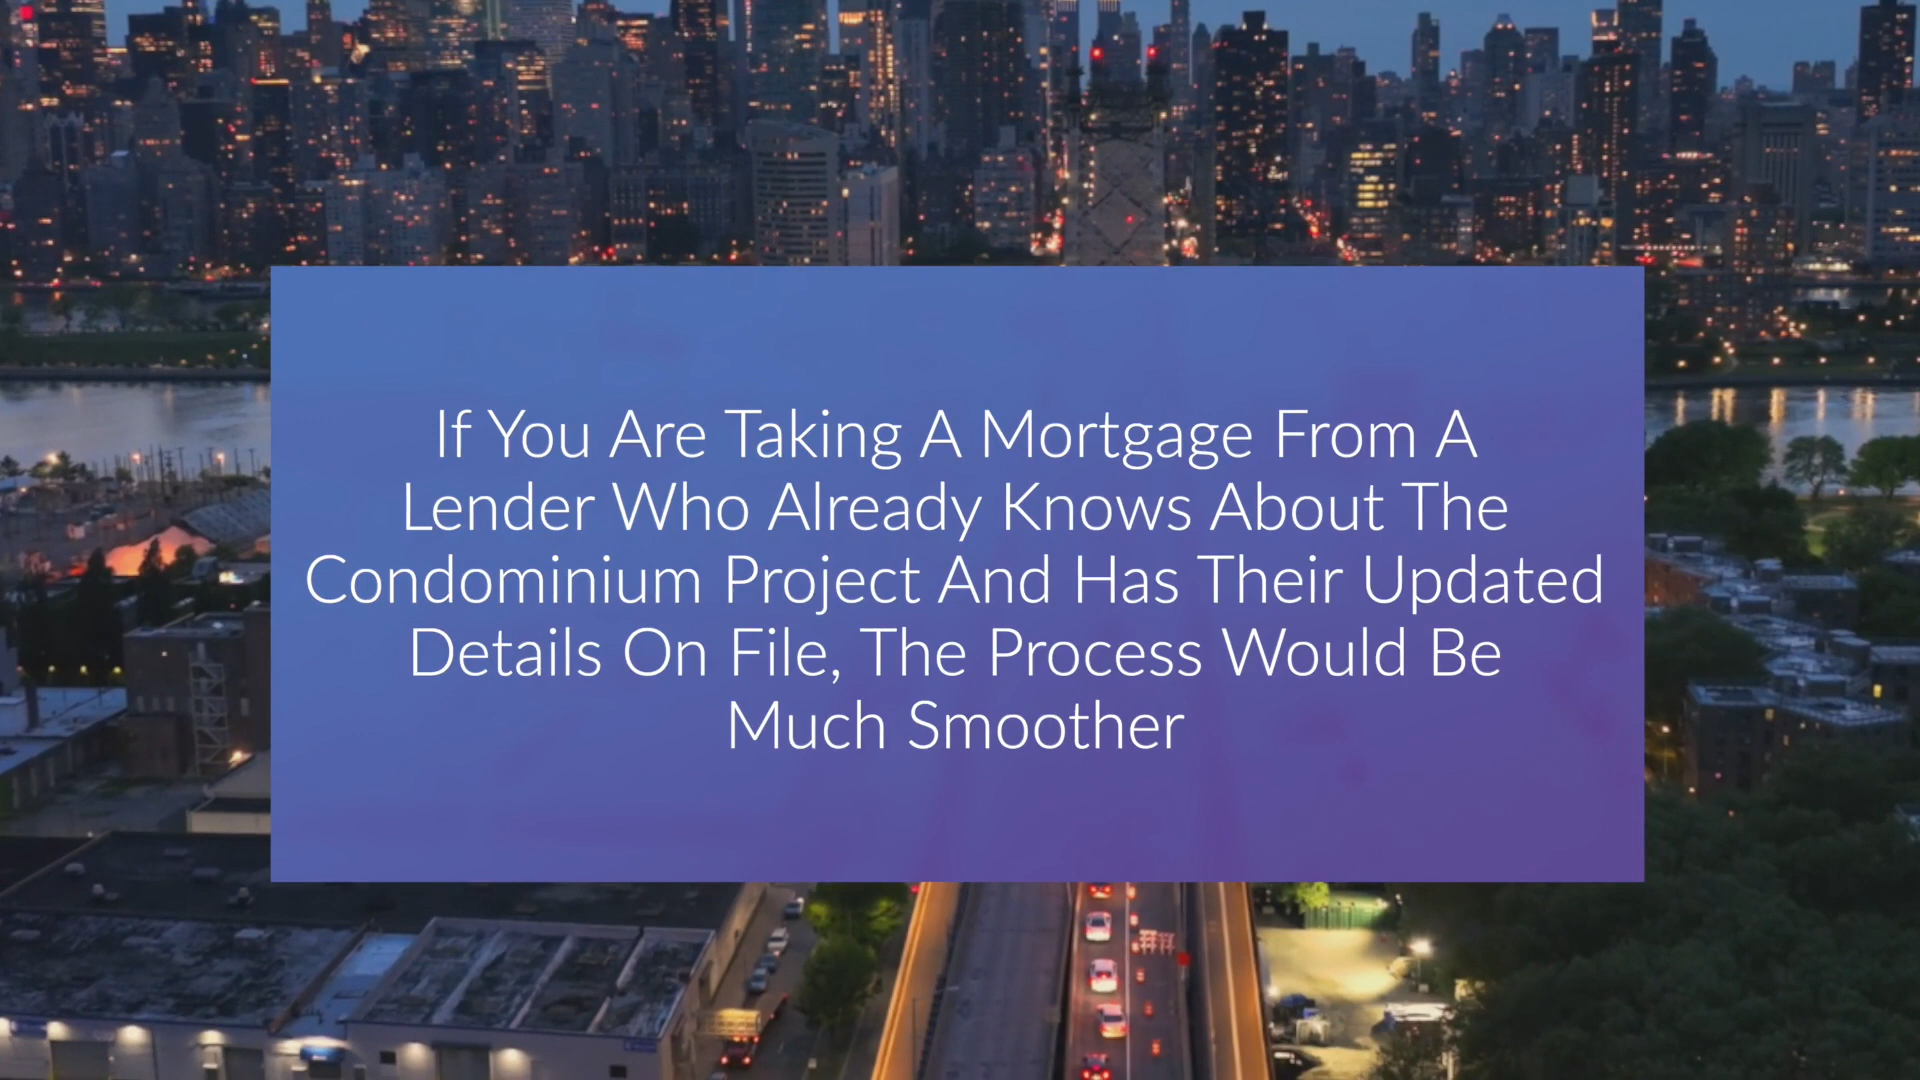 If You Are Taking A Mortgage From A
Lender Who Already Knows About The
Condominium Project And Has Their Updated
Details On File, The Process Would Be
Much Smoother